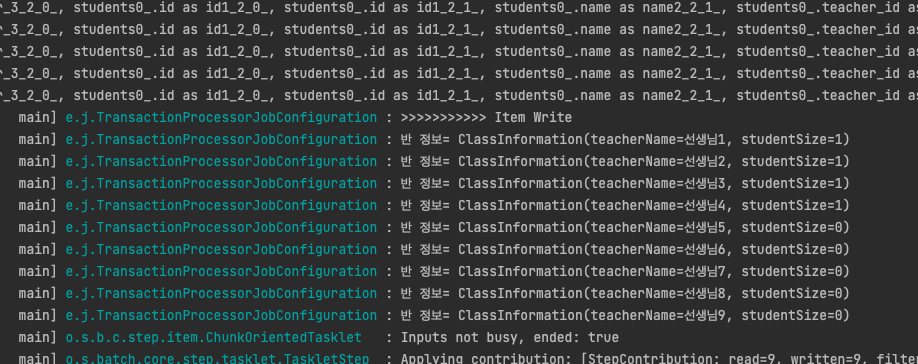 r_3_2_0_, students0_.id as id1_2_0_, students0_.id as id1_2_1_, students0_.name as name2_2_1_, students0_.teacher_id as
r_3_2_0_, students0_.id as id1_2_0_, students0_.id as id1_2_1_, students0_.name as name2_2_1_, students0_.teacher_id as
r_3_2_0_, students0_.id as id1_2_0_, students0_.id as id1_2_1_, students0_.name as name2_2_1_, students0_.teacher_id as
r_3_2_0_, students0_.id as id1_2_0_, students0_.id as id1_2_1_, students0_.name as name2_2_1_, students0_.teacher_id as
r_3_2_0_, students0_.id as id1_2_0_, students0_.id as id1_2_1_, students0_.name as name2_2_1_, students0_.teacher_id as
main] e.j.TransactionProcessorJobConfiguration : >>>>>>>>>>> Item Write
main] e.j.TransactionProcessorJobConfiguration : 반 정보= ClassInformation(teacherName=선생님1, studentSize=1)
main] e.j.TransactionProcessorJobConfiguration : 반 정보= ClassInformation(teacherName=선생님2, studentSize=1)
main] e.j.TransactionProcessorJobConfiguration : 반 정보= ClassInformation(teacherName=선생님3, studentSize=1)
main] e.j.TransactionProcessorJobConfiguration : 반 정보= ClassInformation(teacherName=선생님4, studentSize=1)
main] e.j.TransactionProcessorJobConfiguration : 반 정보= ClassInformation(teacherName=선생님5, studentSize=0)
main] e.j.TransactionProcessorJobConfiguration : 반 정보= ClassInformation(teacherName=선생님6, studentSize=0)
main] e.j.TransactionProcessorJobConfiguration : 반 정보= ClassInformation(teacherName=선생님7, studentSize=0)
main] e.j.TransactionProcessorJobConfiguration : 반 정보= ClassInformation(teacherName=선생님8, studentSize=0)
main] e.j.TransactionProcessorJobConfiguration : 반 정보= ClassInformation(teacherName=선생님9, studentSize=0)
main] o.s.b.c.step.item.ChunkOrientedTasklet : Inputs not busy, ended: true
main] o.s.batch.core.step.tasklet.TaskletStep : Applying contribution: [StepContribution: read=9, written=9, filte